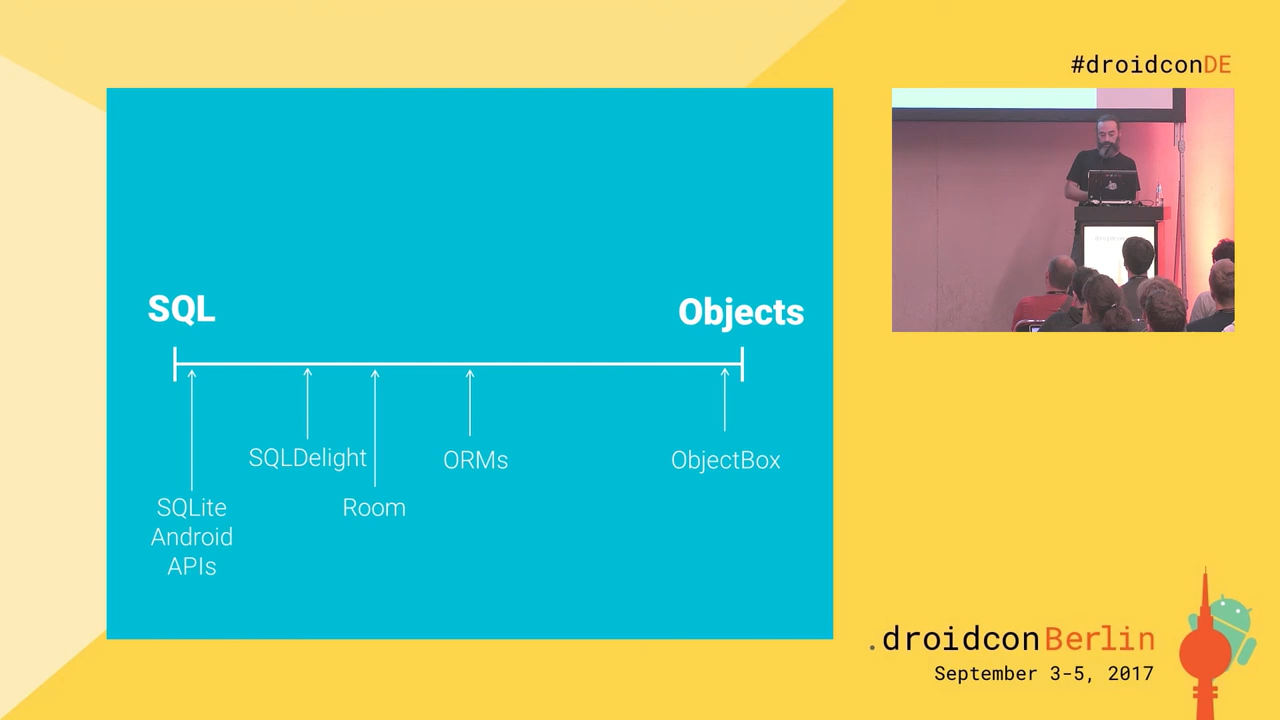 #droidconDE
SQL
Objects
SQLDelight
ORMs
ObjectBox
SQLite
Android
APIs
Room
.droidconBerlin
September 3-5, 2017